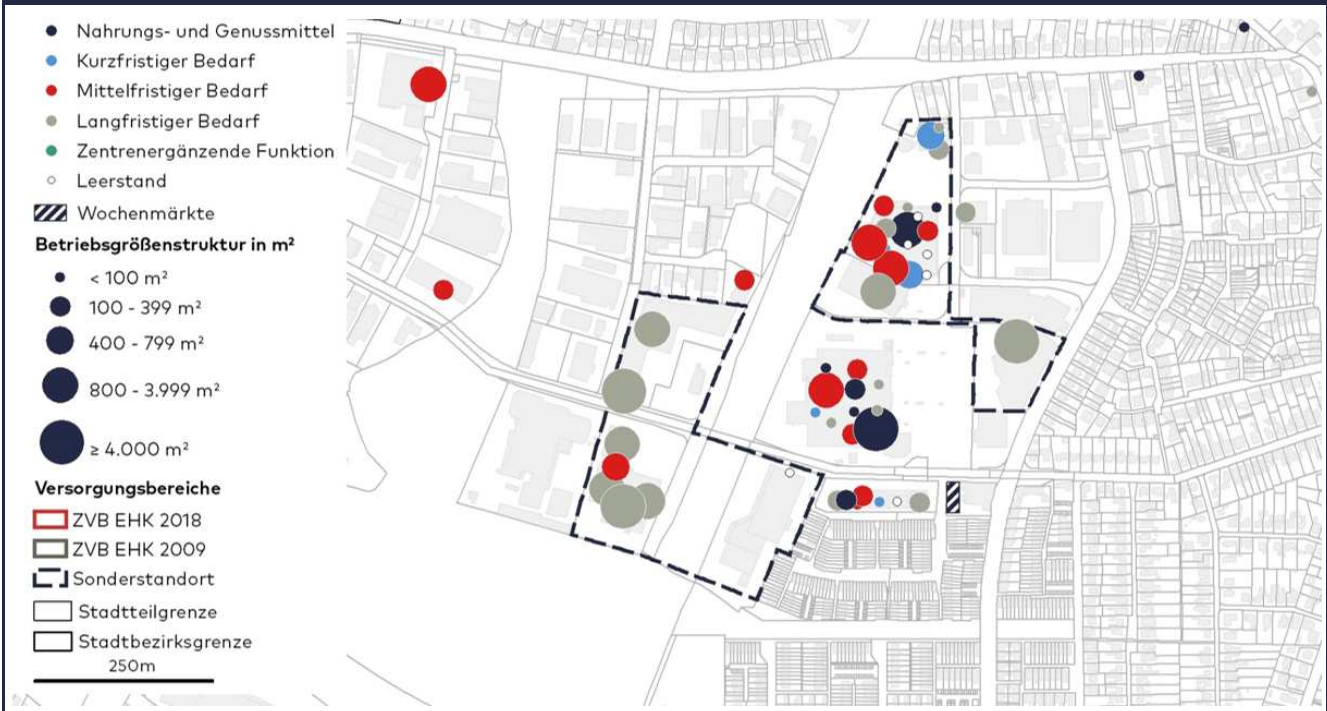 Nahrungs- und Genussmittel
Kurzfristiger Bedarf
Mittelfristiger Bedarf
Langfristiger Bedarf
Zentrenergänzende Funktion
Leerstand
Wochenmärkte
Betriebsgrößenstruktur in m²
< 100 m²
100 - 399 m²
400 - 799 m²
800 - 3.999 m²
≥ 4.000 m²
Versorgungsbereiche
ZVB EHK 2018
ZVB EHK 2009
Sonderstandort
Stadtteilgrenze
Stadtbezirksgrenze
250m